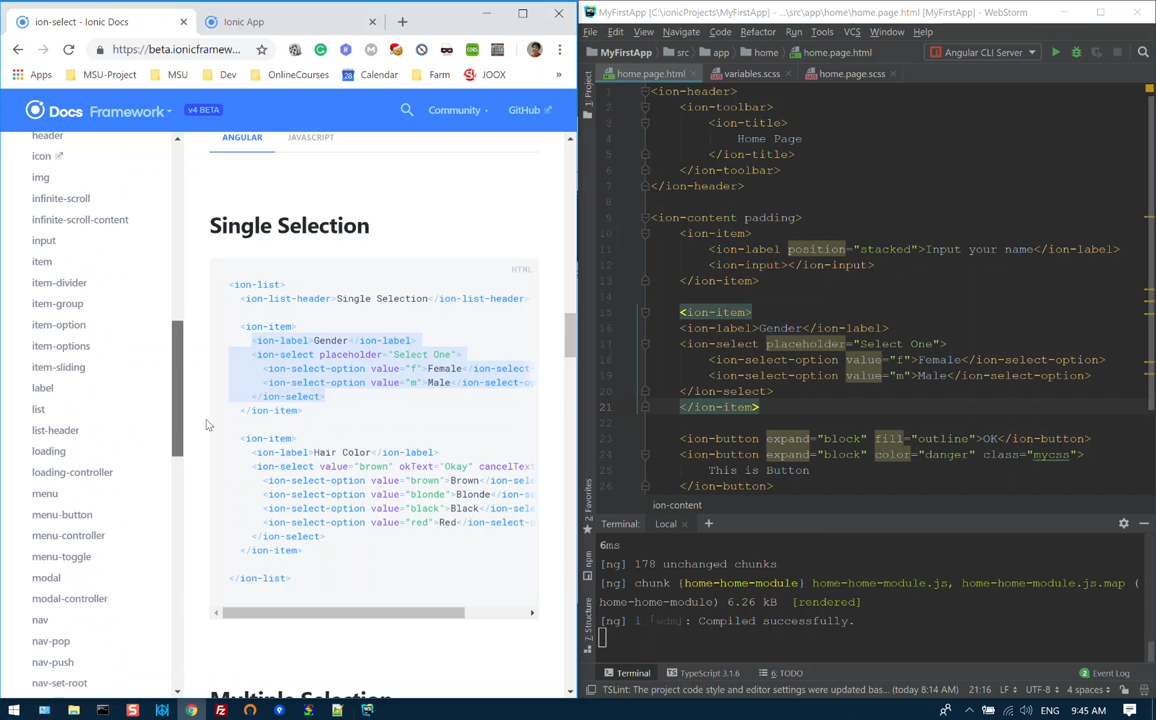 ion-select - Ionic Docs
Ionic App
https://beta.ionicframew...
Apps
MSU-Project
MSU
Dev
OnlineCourses
28
Calendar
Farm
JOOX
»
Docs Framework
v4 BETA
Community
GitHub
header
icon
img
infinite-scroll
infinite-scroll-content
input
item
item-divider
item-group
item-option
item-options
item-sliding
label
list
list-header
loading
loading-controller
menu
menu-button
menu-controller
menu-toggle
modal
modal-controller
nav
nav-pop
nav-push
nav-set-root
ANGULAR
JAVASCRIPT
Single Selection
HTML
<ion-list>
<ion-list-header>Single Selection</ion-list-header>
<ion-item>
<ion-label>Gender</ion-label>
<ion-select placeholder="Select One">
<ion-select-option value="f">Female</ion-select-
<ion-select-option value="m">Male</ion-select-op
</ion-select>
</ion-item>
<ion-item>
<ion-label>Hair Color</ion-label>
<ion-select value="brown" okText="Okay" cancelText
<ion-select-option value="brown">Brown</ion-sele
<ion-select-option value="blonde">Blonde</ion-se
<ion-select-option value="black">Black</ion-sele
<ion-select-option value="red">Red</ion-select-o
</ion-select>
</ion-item>
</ion-list>
Multiple Selection
MyFirstApp [C:\ionicProjects\MyFirstApp] - ...\src\app\home\home.page.html [MyFirstApp] - WebStorm
File Edit View Navigate Code Refactor Run Tools VCS Window Help
MyFirstApp src app home home.page.html
Angular CLI Server
home.page.html
variables.scss
home.page.scss
1: Project
1 <ion-header>
2 <ion-toolbar>
3 <ion-title>
4 Home Page
5 </ion-title>
6 </ion-toolbar>
7 </ion-header>
8
9 <ion-content padding>
10 <ion-item>
11 <ion-label position="stacked">Input your name</ion-label>
12 <ion-input></ion-input>
13 </ion-item>
14
15 <ion-item>
16 <ion-label>Gender</ion-label>
17 <ion-select placeholder="Select One">
18 <ion-select-option value="f">Female</ion-select-option>
19 <ion-select-option value="m">Male</ion-select-option>
20 </ion-select>
21 </ion-item>
22
23 <ion-button expand="block" fill="outline">OK</ion-button>
24 <ion-button expand="block" color="danger" class="mycss">
25 This is Button
26 </ion-button>
ion-content
2: Favorites
npm
7: Structure
Terminal: Local
6ms
[ng] 178 unchanged chunks
[ng] chunk {home-home-module} home-home-module.js, home-home-module.js.map (
home-home-module) 6.26 kB [rendered]
[ng] i 「wdm」: Compiled successfully.
Terminal
TypeScript 3.1.6
6: TODO
2 Event Log
TSLint: The project code style and editor settings were updated bas... (today 8:14 AM)
21:16
LF
UTF-8
4 spaces
ENG
9:45 AM